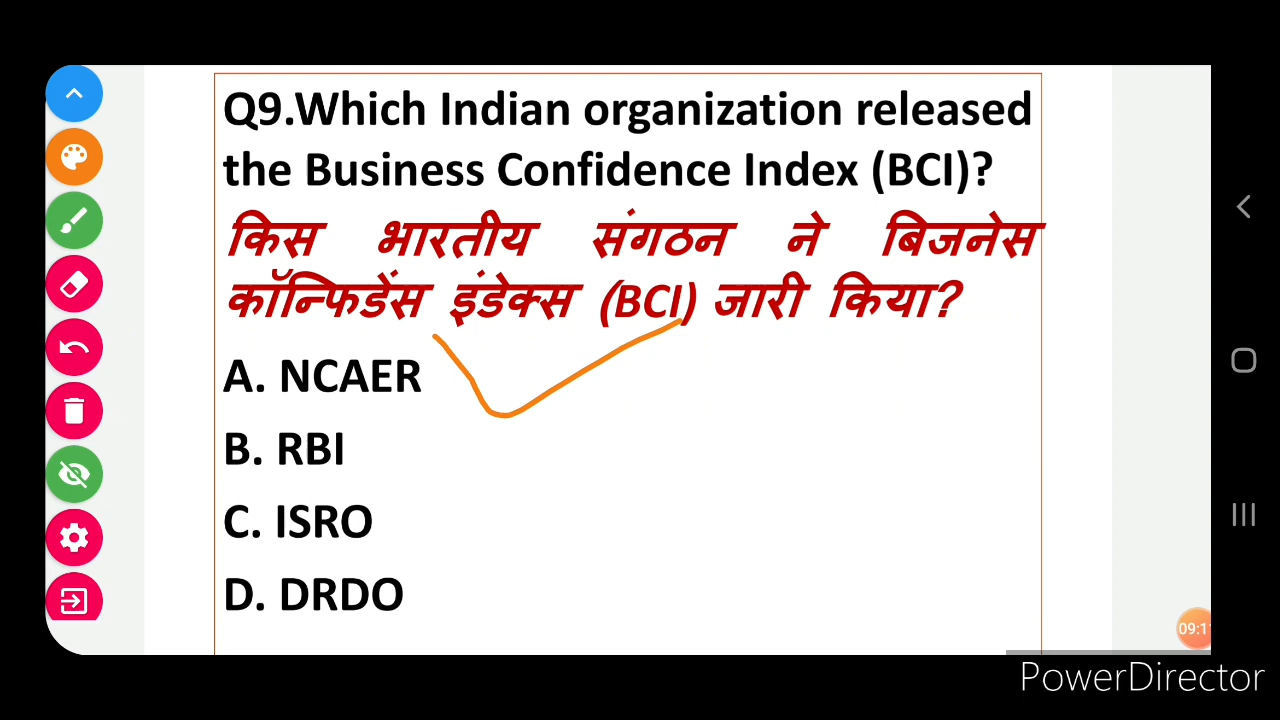 Q9.Which Indian organization released
the Business Confidence Index (BCI)?
किस भारतीय संगठन ने बिजनेस
कॉन्फिडेंस इंडेक्स (BCI) जारी किया?
A. NCAER
B. RBI
C. ISRO
D. DRDO
PowerDirector